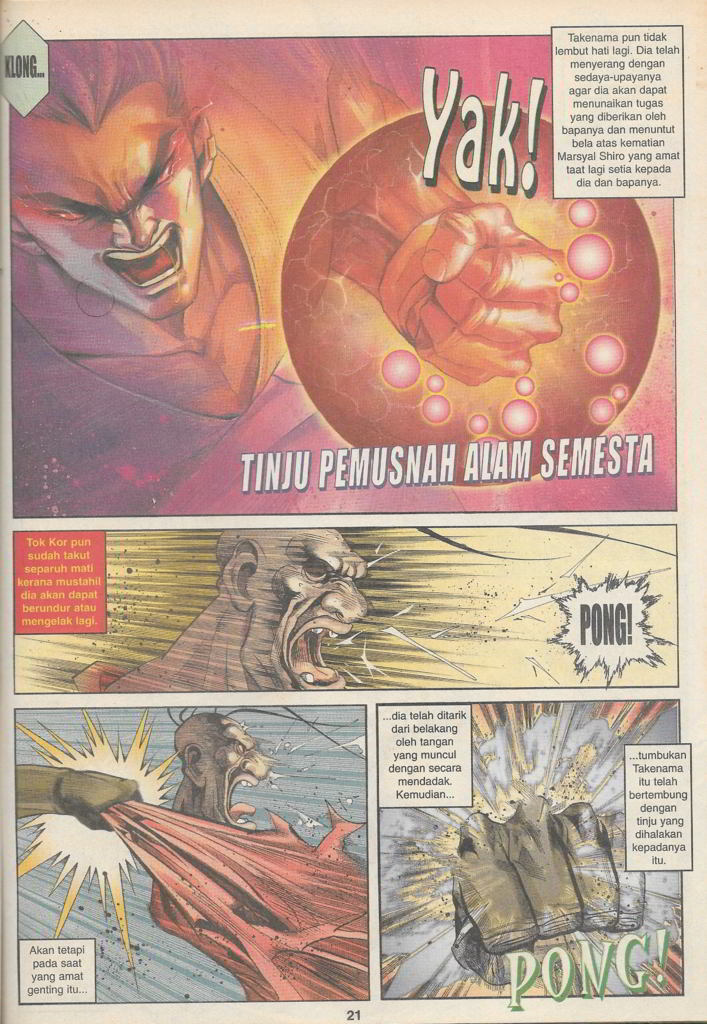 KLONG...
Takenama pun tidak
lembut hati lagi. Dia telah
menyerang dengan
sedaya-upayanya
agar dia akan dapat
menunaikan tugas
yang diberikan oleh
bapanya dan menuntut
bela atas kematian
Marsyal Shiro yang amat
taat lagi setia kepada
dia dan bapanya.
Yak!
TINJU PEMUSNAH ALAM SEMESTA
Tok Kor pun
sudah takut
separuh mati
kerana mustahil
dia akan dapat
berundur atau
mengelak lagi.
PONG!
Akan tetapi
pada saat
yang amat
genting itu...
...dia telah ditarik
dari belakang
oleh tangan
yang muncul
dengan secara
mendadak.
Kemudian...
...tumbukan
Takenama
itu telah
bertembung
dengan
tinju yang
dihalakan
kepadanya
itu.
PONG!
21